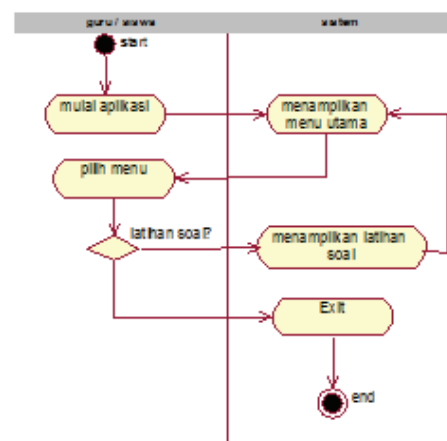 guru / siswa
sistem
start
mulai aplikasi
menampilkan
menu utama
pilih menu
latihan soal?
menampilkan latihan
soal
Exit
end